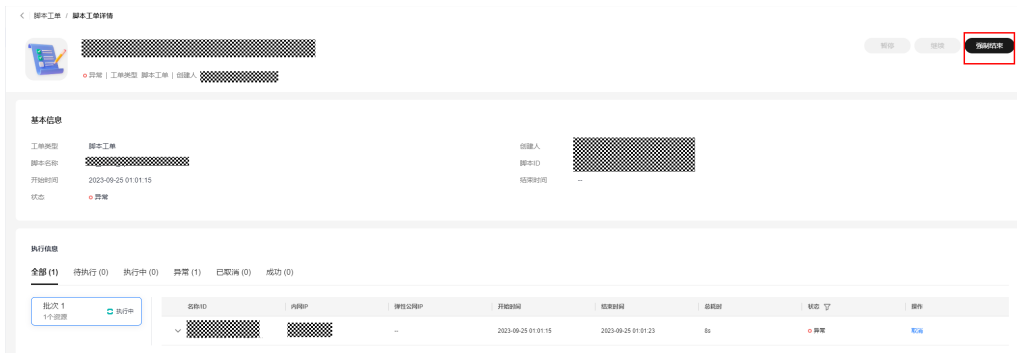 脚本工单 / 脚本工单详情
暂停 继续 强制结束
异常 | 工单类型 脚本工单 | 创建人
基本信息
工单类型 脚本工单 创建人
脚本名称 脚本ID
开始时间 2023-09-25 01:01:15 结束时间 --
状态 异常
执行信息
全部 (1) 待执行 (0) 执行中 (0) 异常 (1) 已取消 (0) 成功 (0)
批次 1 执行中
1个资源
名称/ID 内网IP 弹性公网IP 开始时间 结束时间 总耗时 状态 操作
-- 2023-09-25 01:01:15 2023-09-25 01:01:23 8s 异常 取消